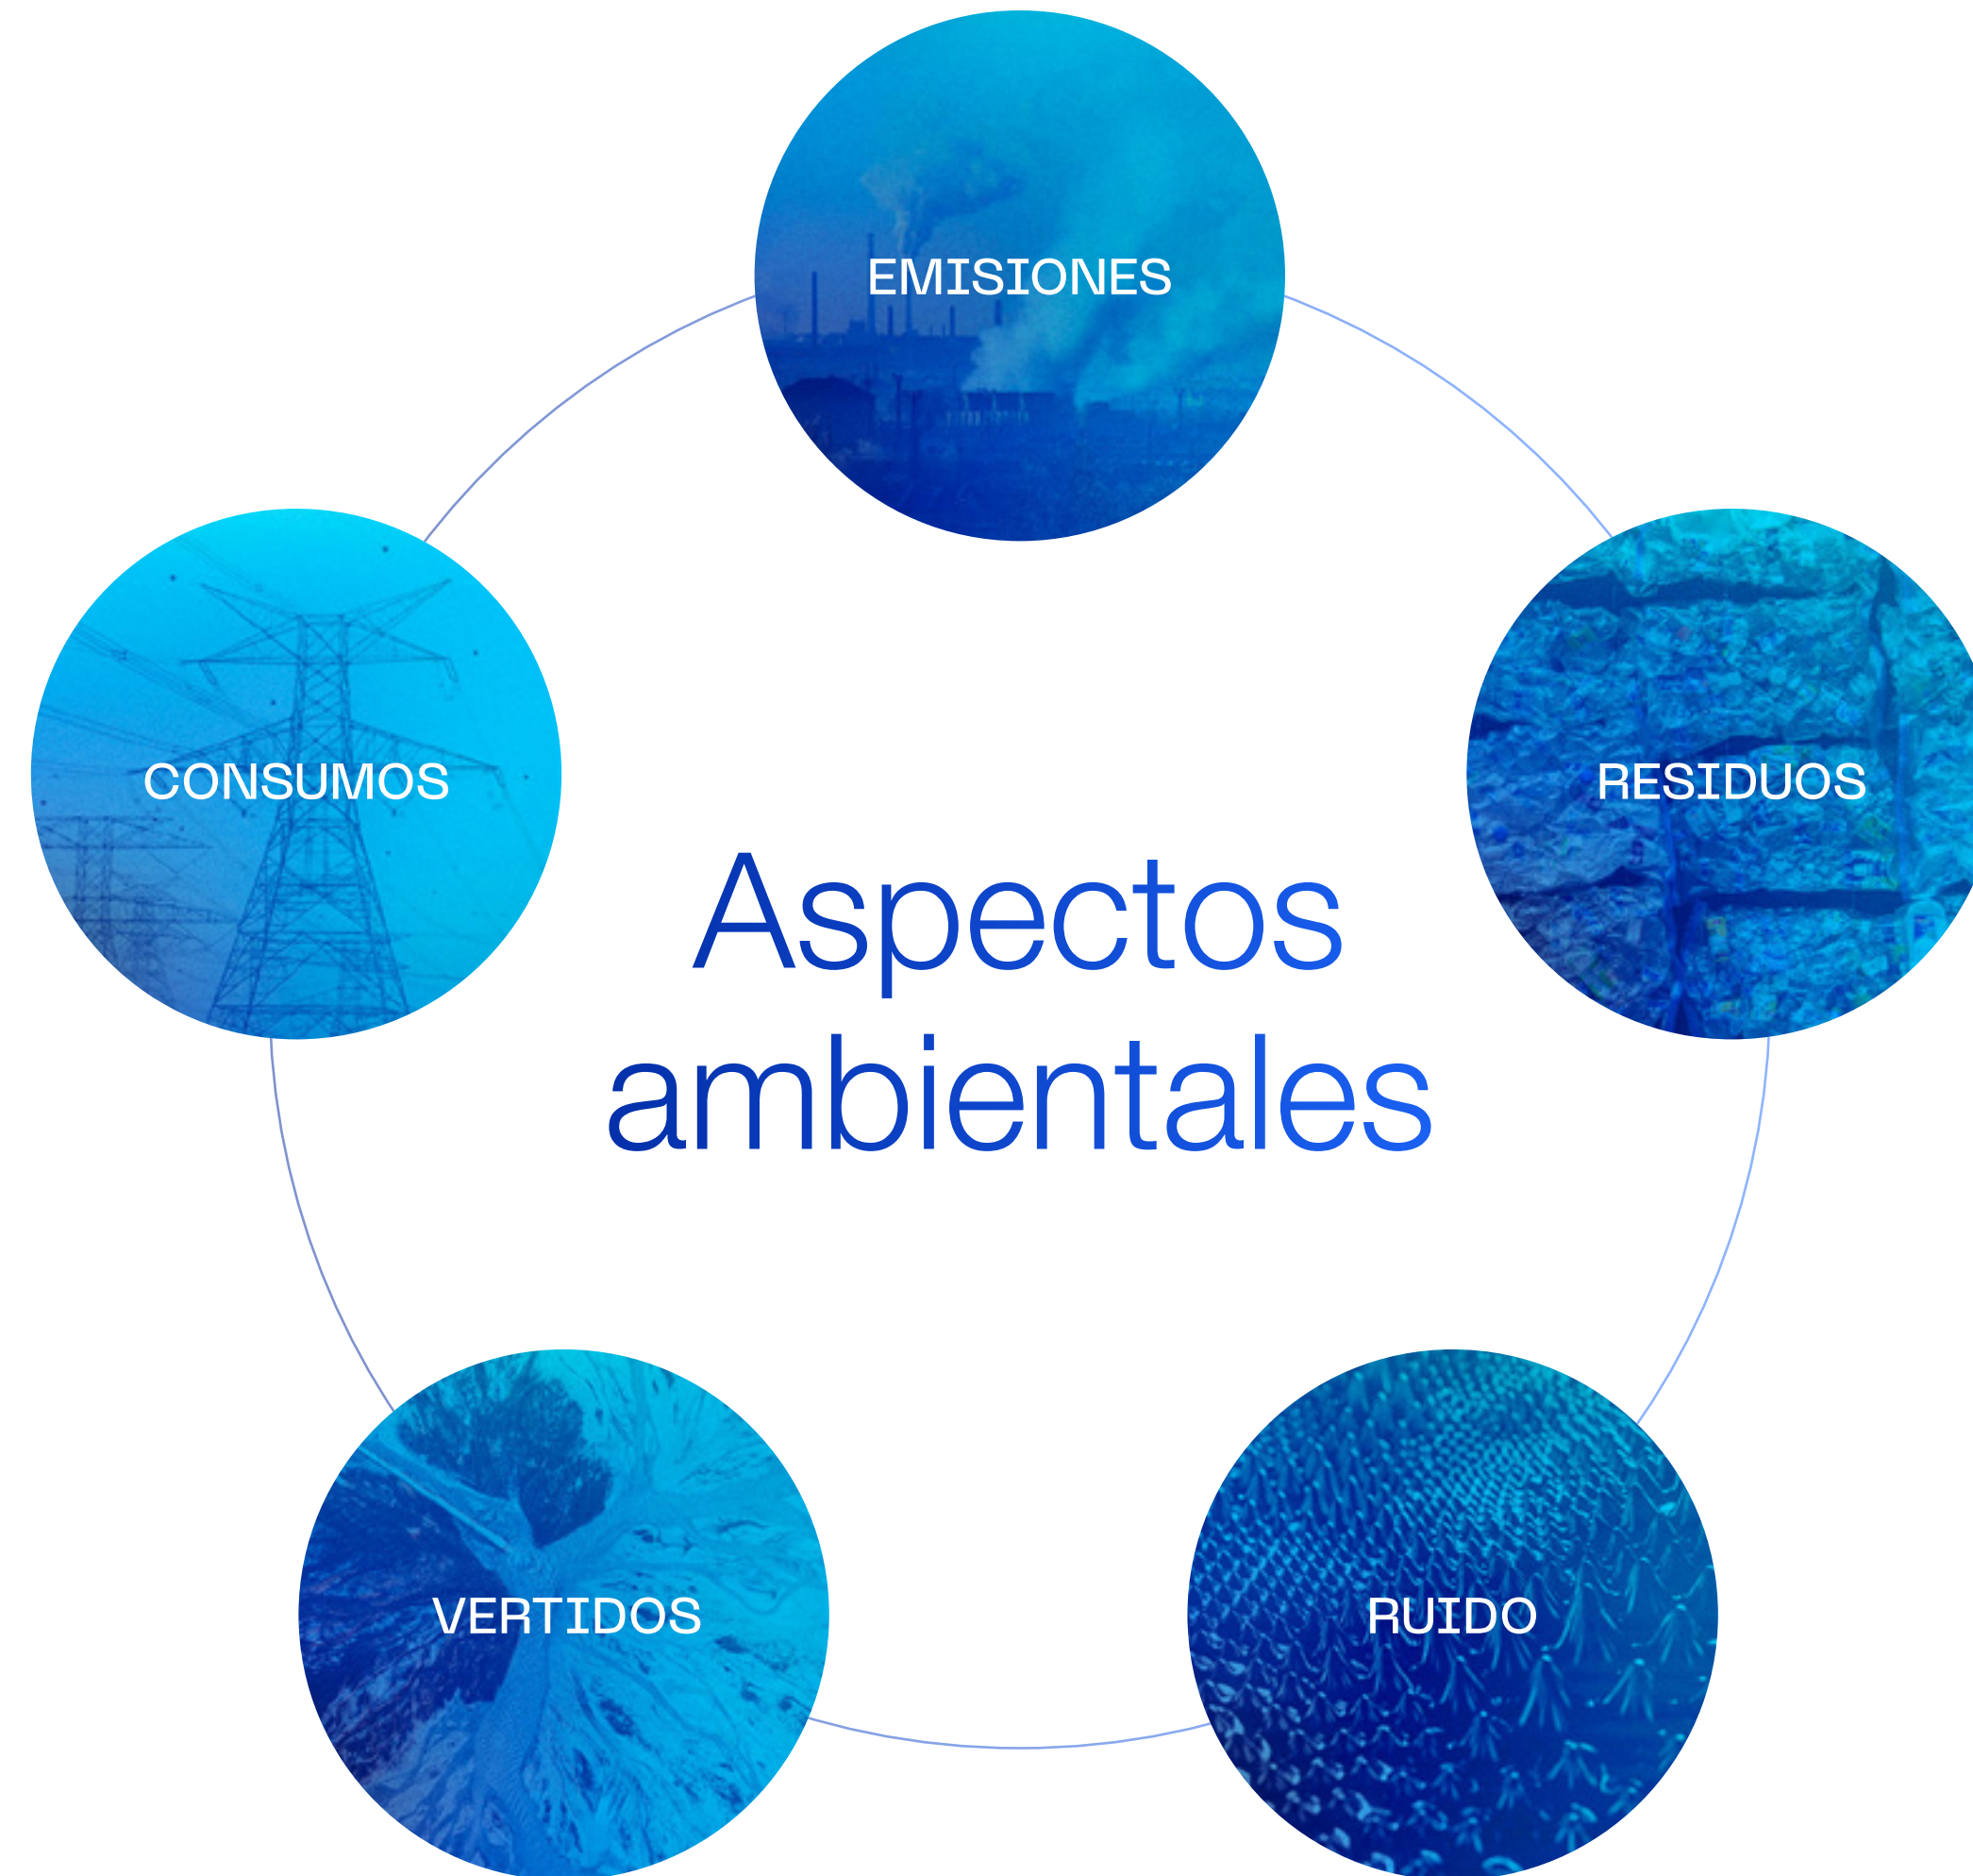 EMISIONES
CONSUMOS
RESIDUOS
Aspectos
ambientales
VERTIDOS
RUIDO